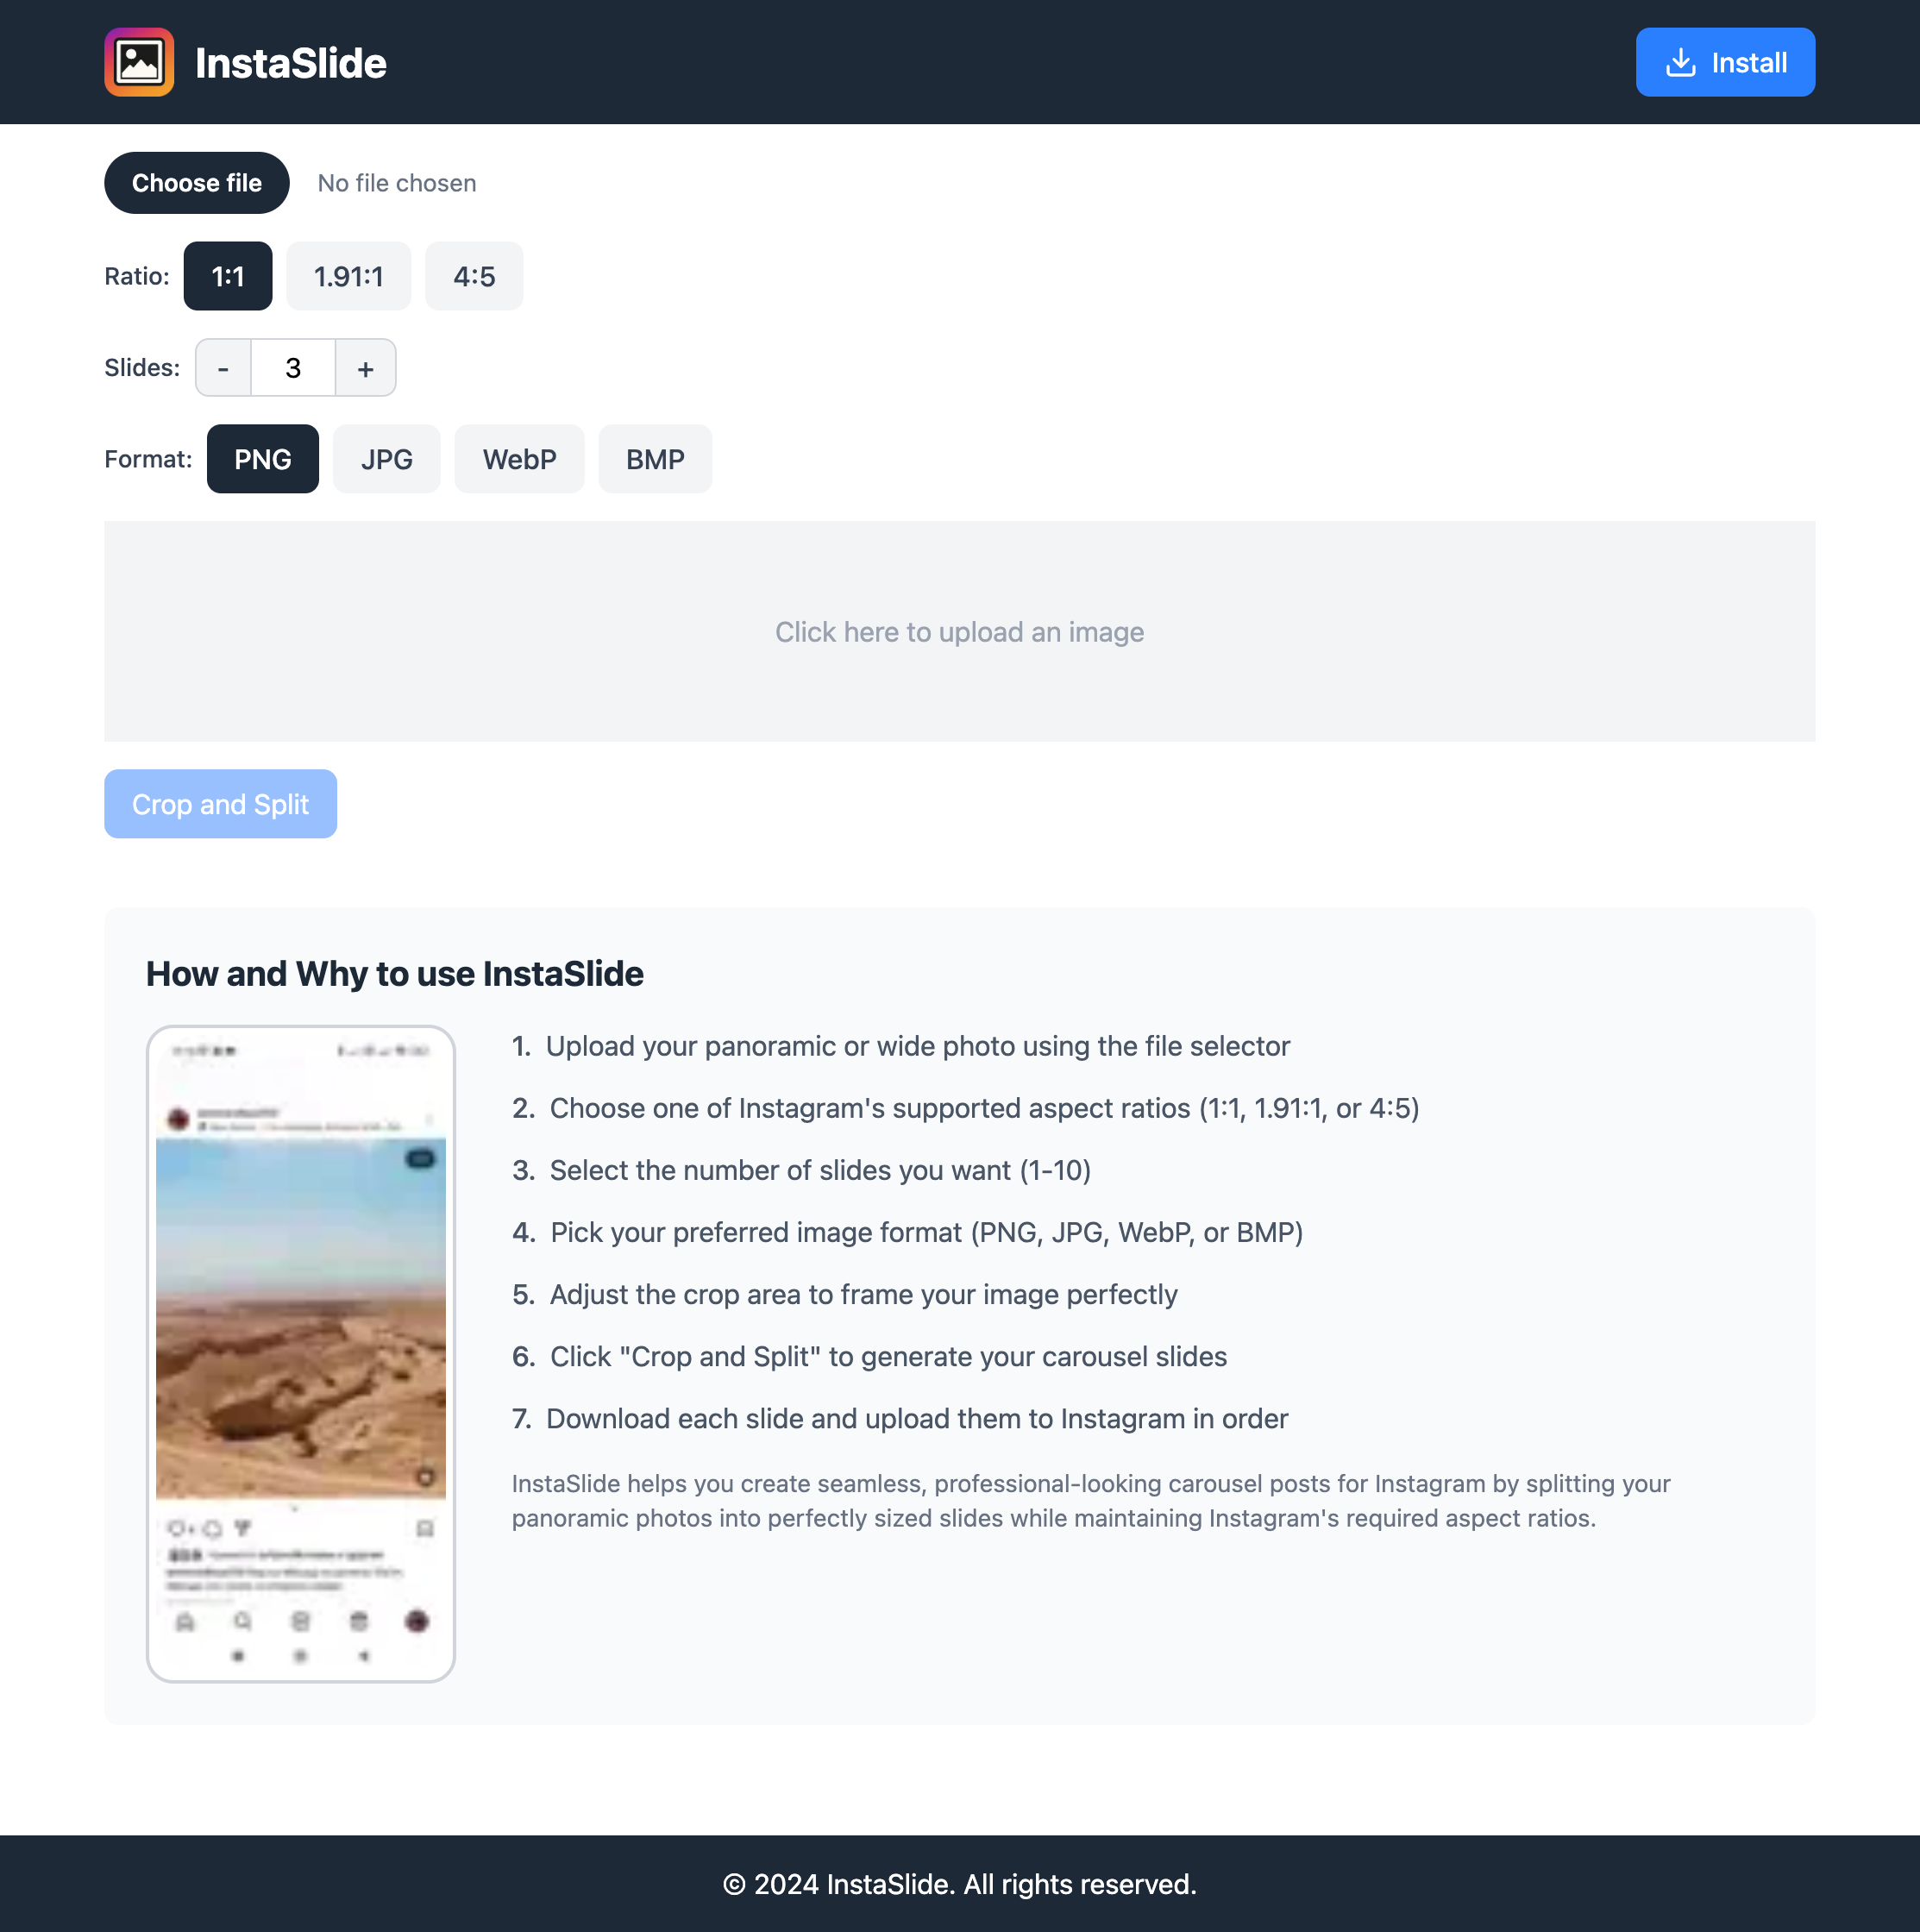 InstaSlide
Install
Choose file No file chosen
Ratio: 1:1 1.91:1 4:5
Slides: - 3 +
Format: PNG JPG WebP BMP
Click here to upload an image
Crop and Split
How and Why to use InstaSlide
1. Upload your panoramic or wide photo using the file selector
2. Choose one of Instagram's supported aspect ratios (1:1, 1.91:1, or 4:5)
3. Select the number of slides you want (1-10)
4. Pick your preferred image format (PNG, JPG, WebP, or BMP)
5. Adjust the crop area to frame your image perfectly
6. Click "Crop and Split" to generate your carousel slides
7. Download each slide and upload them to Instagram in order
InstaSlide helps you create seamless, professional-looking carousel posts for Instagram by splitting your
panoramic photos into perfectly sized slides while maintaining Instagram's required aspect ratios.
© 2024 InstaSlide. All rights reserved.